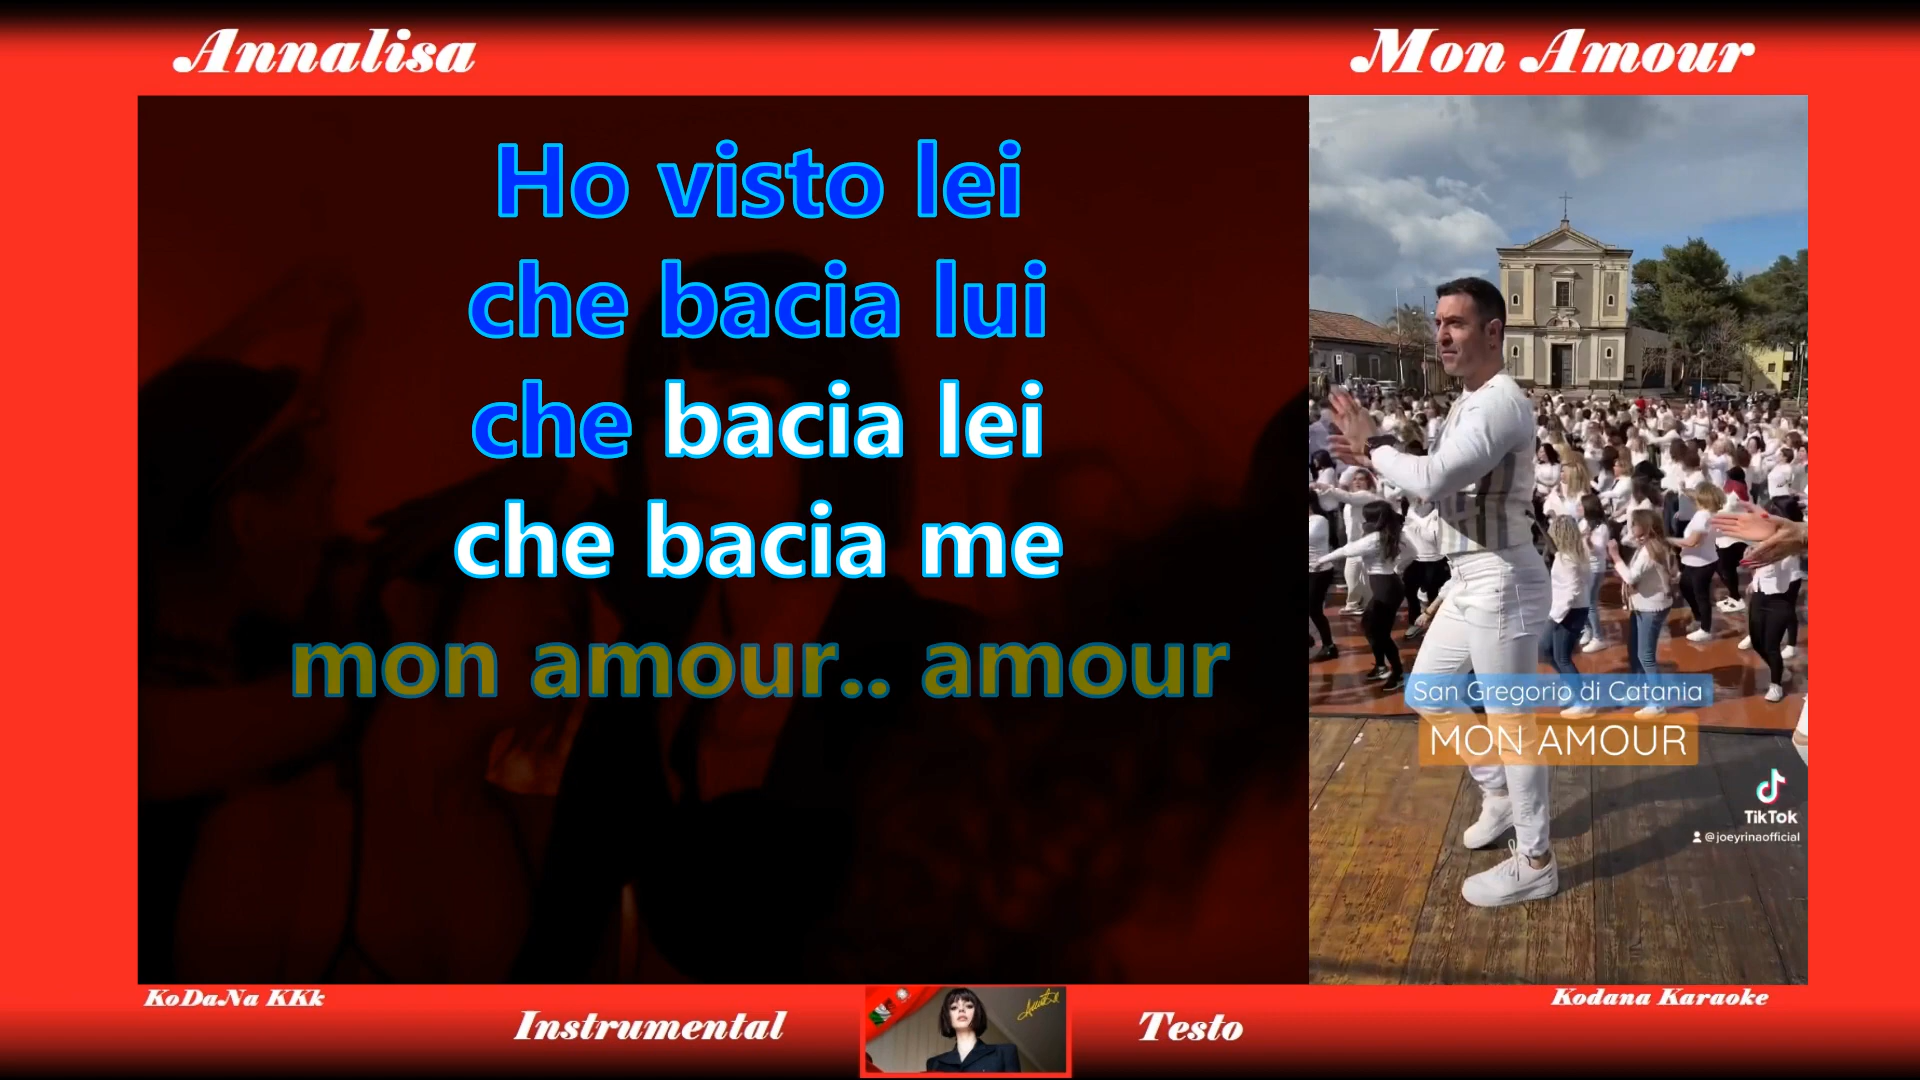 Annalisa
Mon Amour
Ho visto lei
che bacia lui
che bacia lei
che bacia me
mon amour.. amour
San Gregorio di Catania
MON AMOUR
TikTok
@joeyrinaofficial
KoDaNa KKk
Kodana Karaoke
Instrumental
Testo